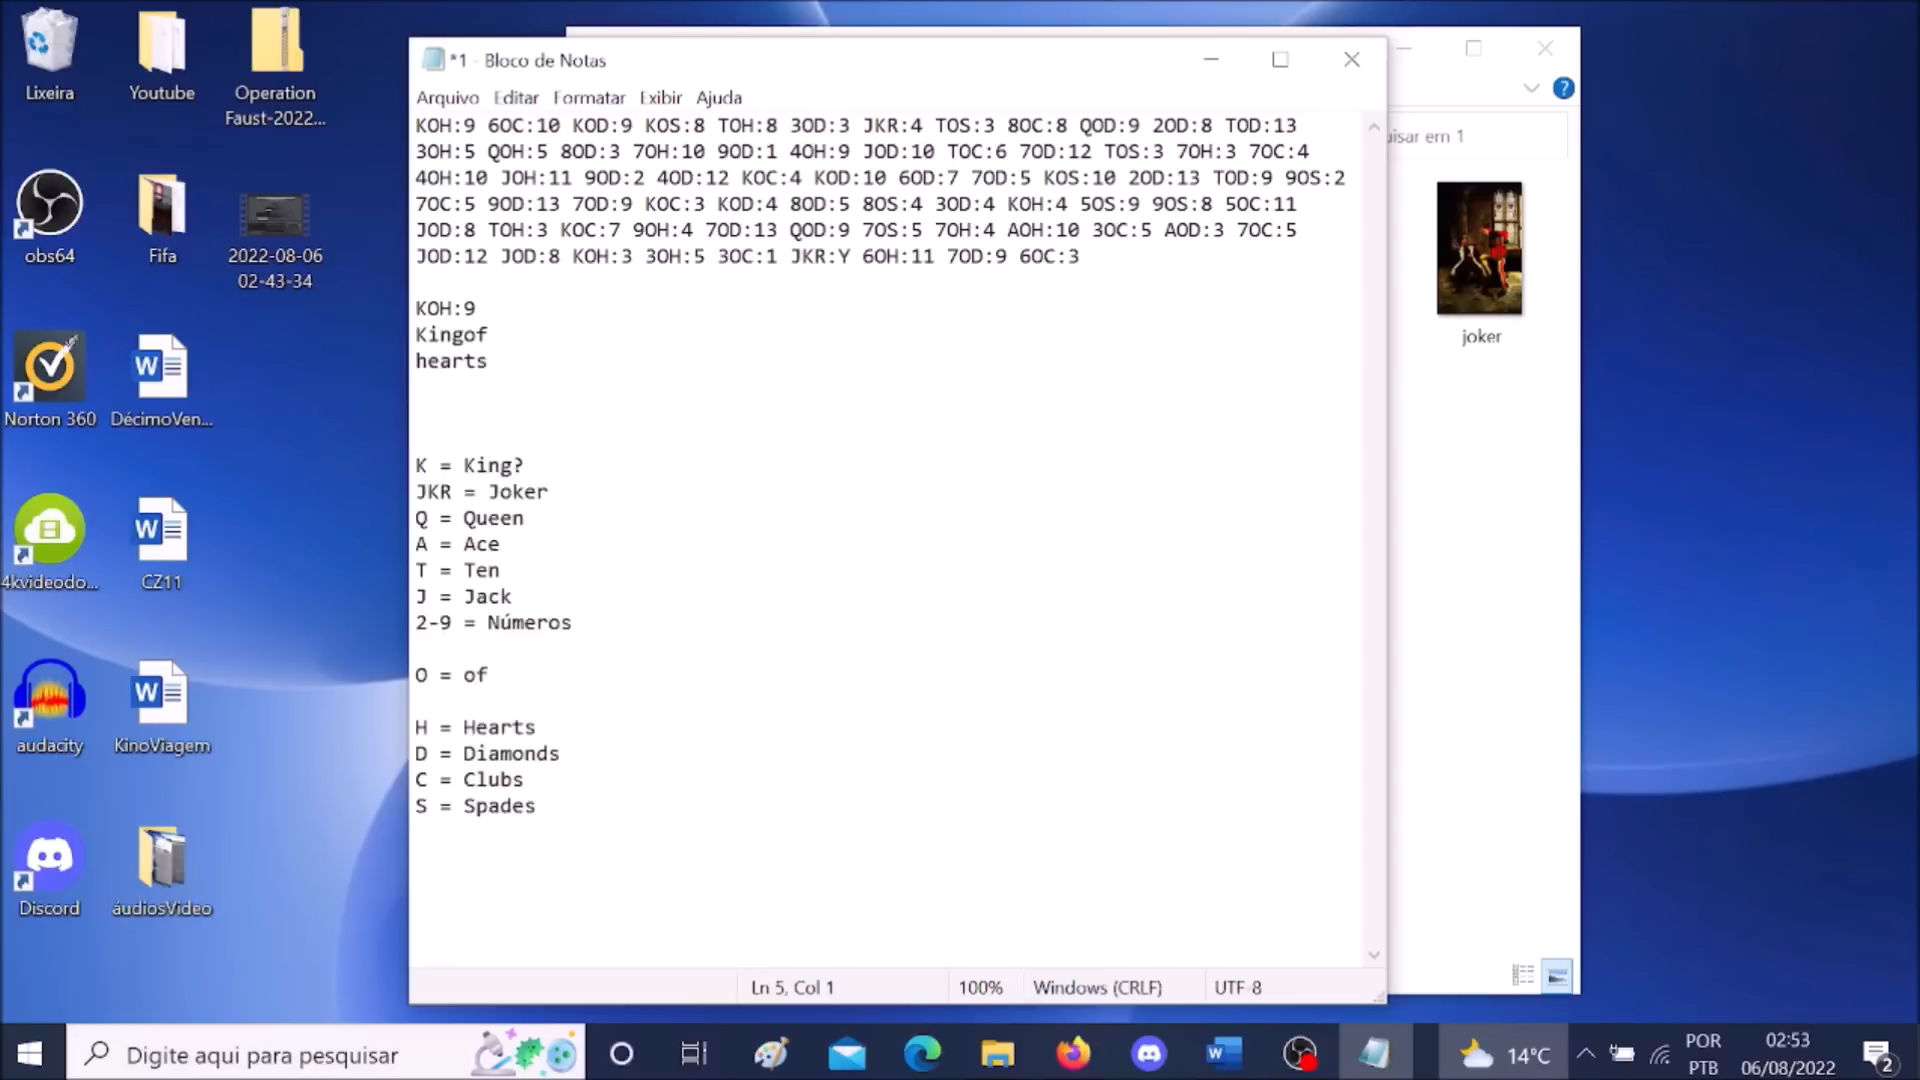 Lixeira
Youtube
Operation
Faust-2022...
obs64
Fifa
2022-08-06
02-43-34
Norton 360
DécimoVen...
4kvideodo...
CZ11
audacity
KinoViagem
Discord
áudiosVideo
*1 - Bloco de Notas
Arquivo Editar Formatar Exibir Ajuda
KOH:9 6OC:10 KOD:9 KOS:8 TOH:8 3OD:3 JKR:4 TOS:3 8OC:8 QOD:9 2OD:8 TOD:13
3OH:5 QOH:5 8OD:3 7OH:10 9OD:1 4OH:9 JOD:10 TOC:6 7OD:12 TOS:3 7OH:3 7OC:4
4OH:10 JOH:11 9OD:2 4OD:12 KOC:4 KOD:10 6OD:7 7OD:5 KOS:10 2OD:13 TOD:9 9OS:2
7OC:5 9OD:13 7OD:9 KOC:3 KOD:4 8OD:5 8OS:4 3OD:4 KOH:4 5OS:9 9OS:8 5OC:11
JOD:8 TOH:3 KOC:7 9OH:4 7OD:13 QOD:9 7OS:5 7OH:4 AOH:10 3OC:5 AOD:3 7OC:5
JOD:12 JOD:8 KOH:3 3OH:5 3OC:1 JKR:Y 6OH:11 7OD:9 6OC:3
KOH:9
Kingof
hearts
K = King?
JKR = Joker
Q = Queen
A = Ace
T = Ten
J = Jack
2-9 = Números
O = of
H = Hearts
D = Diamonds
C = Clubs
S = Spades
Ln 5, Col 1
100%
Windows (CRLF)
UTF-8
?
em 1
joker
Digite aqui para pesquisar
14°C
POR
PTB
02:53
06/08/2022
2